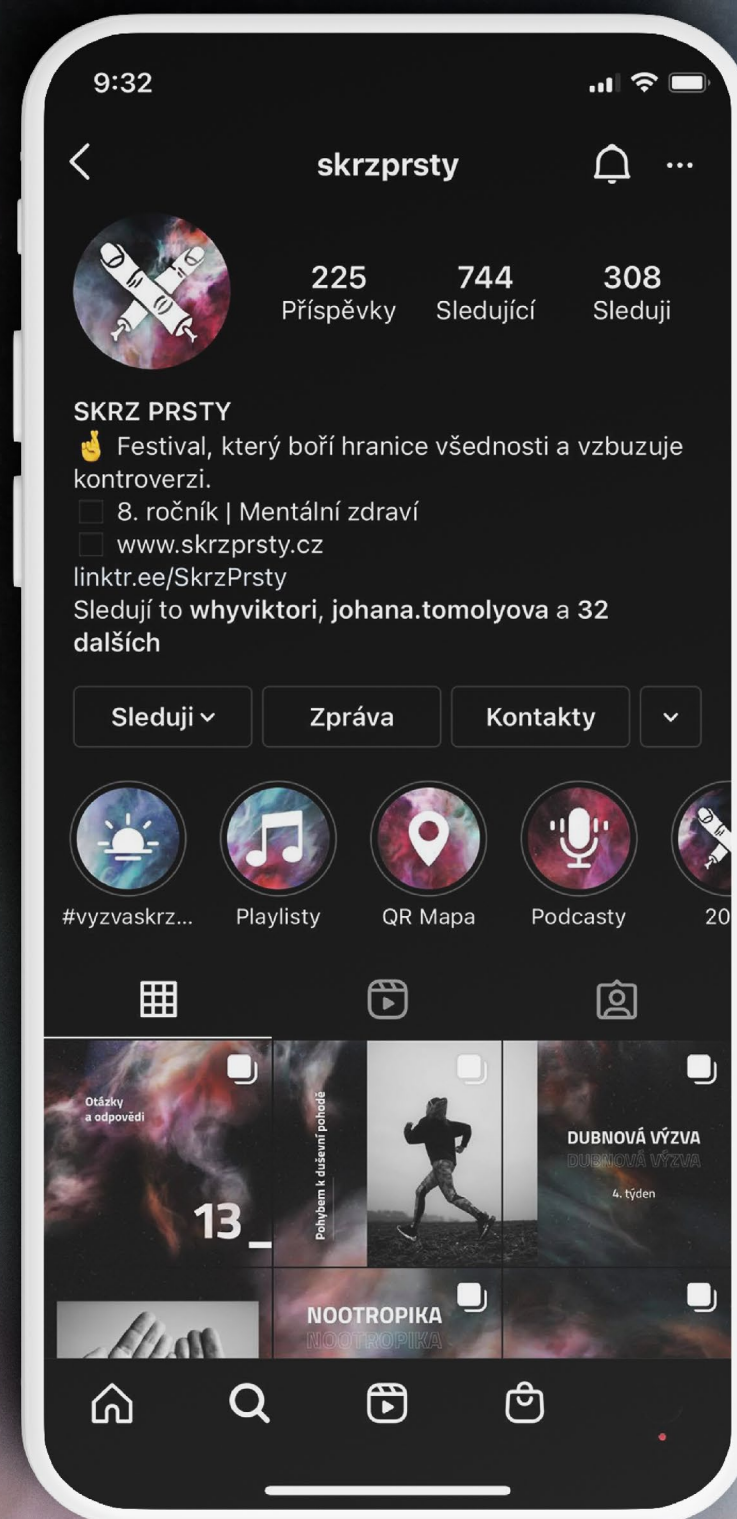 9:32
skrzprsty
225
744
308
Příspěvky
Sledující
Sleduji
SKRZ PRSTY
🤞 Festival, který boří hranice všednosti a vzbuzuje
kontroverzi.
8. ročník | Mentální zdraví
www.skrzprsty.cz
linktr.ee/SkrzPrsty
Sledují to whyviktori, johana.tomolyova a 32
dalších
Sleduji
Zpráva
Kontakty
#vyzvaskrz...
Playlisty
QR Mapa
Podcasty
20
Otázky
a odpovědi
13_
Pohybem k duševní pohodě
DUBNOVÁ VÝZVA
DUBNOVÁ VÝZVA
4. týden
NOOTROPIKA
NOOTROPIKA